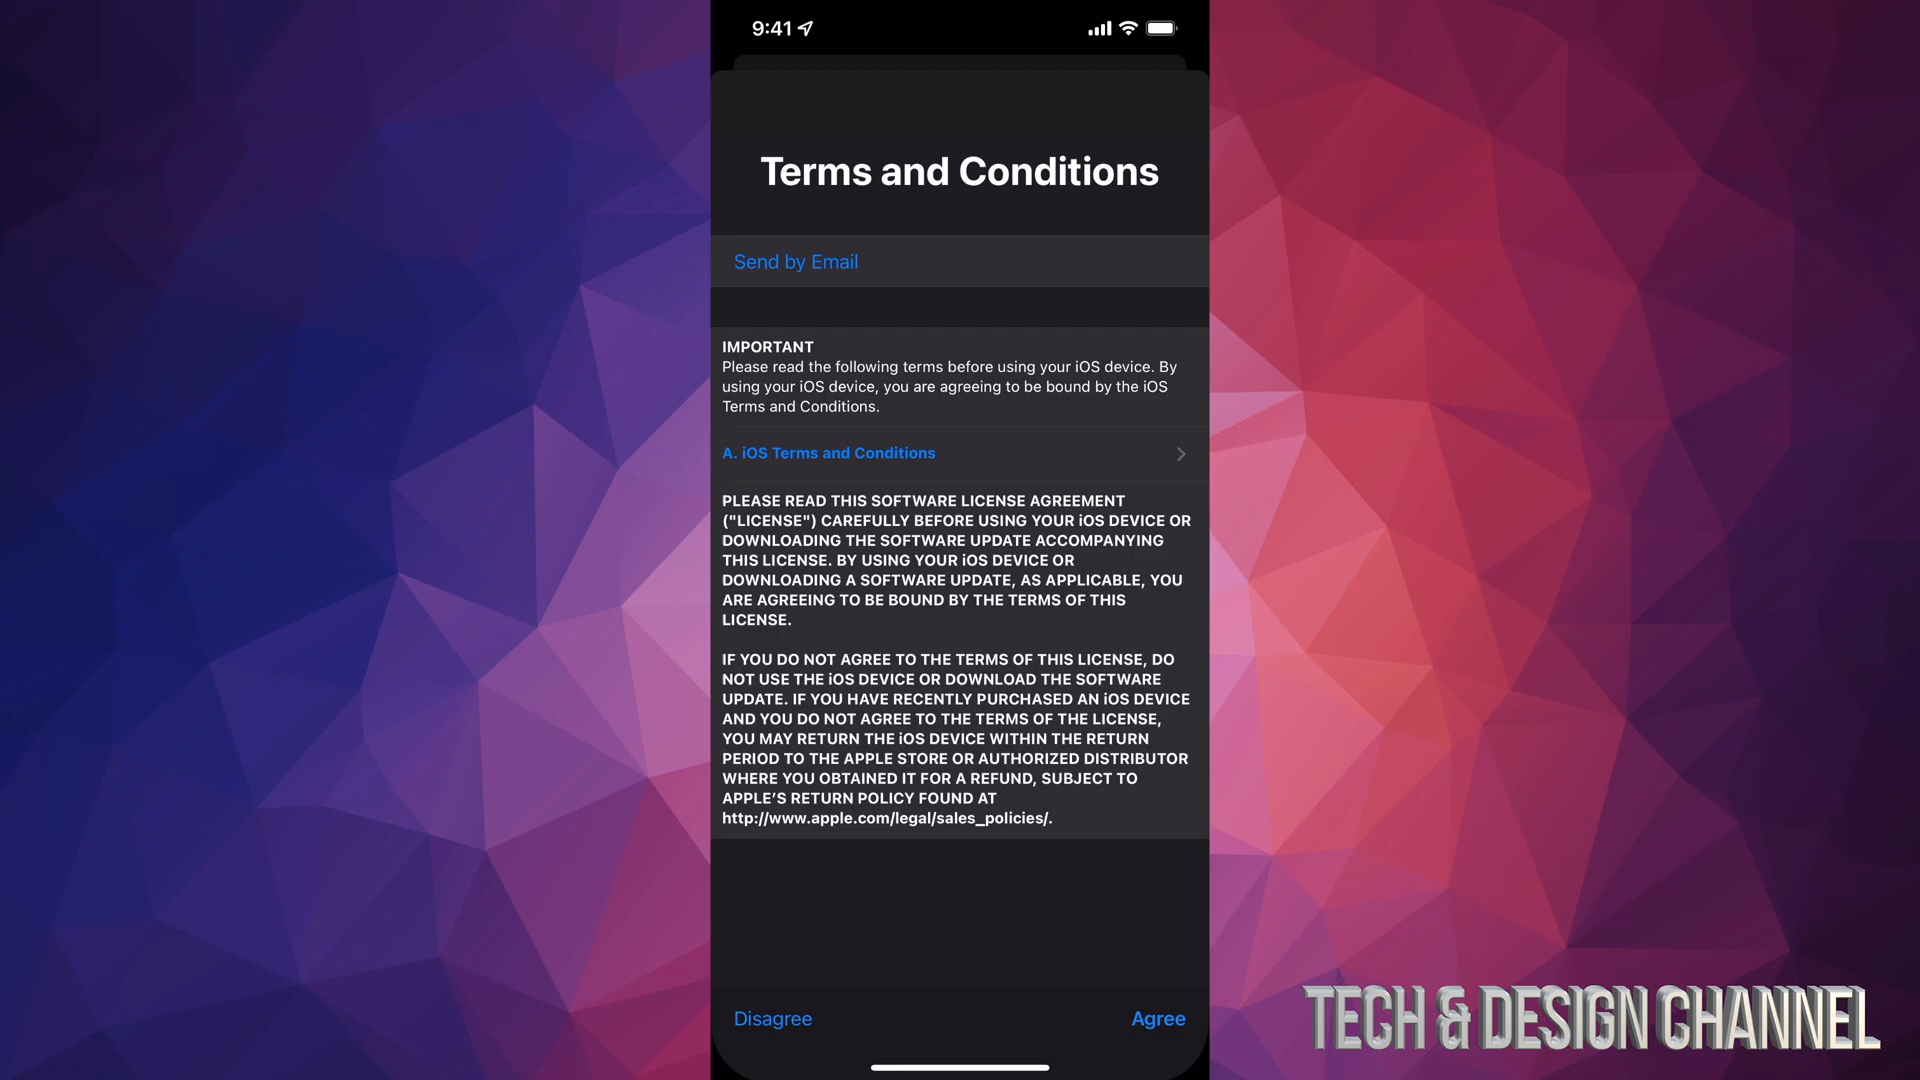 9:41
Terms and Conditions
Send by Email
IMPORTANT
Please read the following terms before using your iOS device. By
using your iOS device, you are agreeing to be bound by the iOS
Terms and Conditions.
A. iOS Terms and Conditions
PLEASE READ THIS SOFTWARE LICENSE AGREEMENT
("LICENSE") CAREFULLY BEFORE USING YOUR iOS DEVICE OR
DOWNLOADING THE SOFTWARE UPDATE ACCOMPANYING
THIS LICENSE. BY USING YOUR iOS DEVICE OR
DOWNLOADING A SOFTWARE UPDATE, AS APPLICABLE, YOU
ARE AGREEING TO BE BOUND BY THE TERMS OF THIS
LICENSE.
IF YOU DO NOT AGREE TO THE TERMS OF THIS LICENSE, DO
NOT USE THE iOS DEVICE OR DOWNLOAD THE SOFTWARE
UPDATE. IF YOU HAVE RECENTLY PURCHASED AN iOS DEVICE
AND YOU DO NOT AGREE TO THE TERMS OF THE LICENSE,
YOU MAY RETURN THE iOS DEVICE WITHIN THE RETURN
PERIOD TO THE APPLE STORE OR AUTHORIZED DISTRIBUTOR
WHERE YOU OBTAINED IT FOR A REFUND, SUBJECT TO
APPLE’S RETURN POLICY FOUND AT
http://www.apple.com/legal/sales_policies/.
Disagree
Agree
TECH & DESIGN CHANNEL